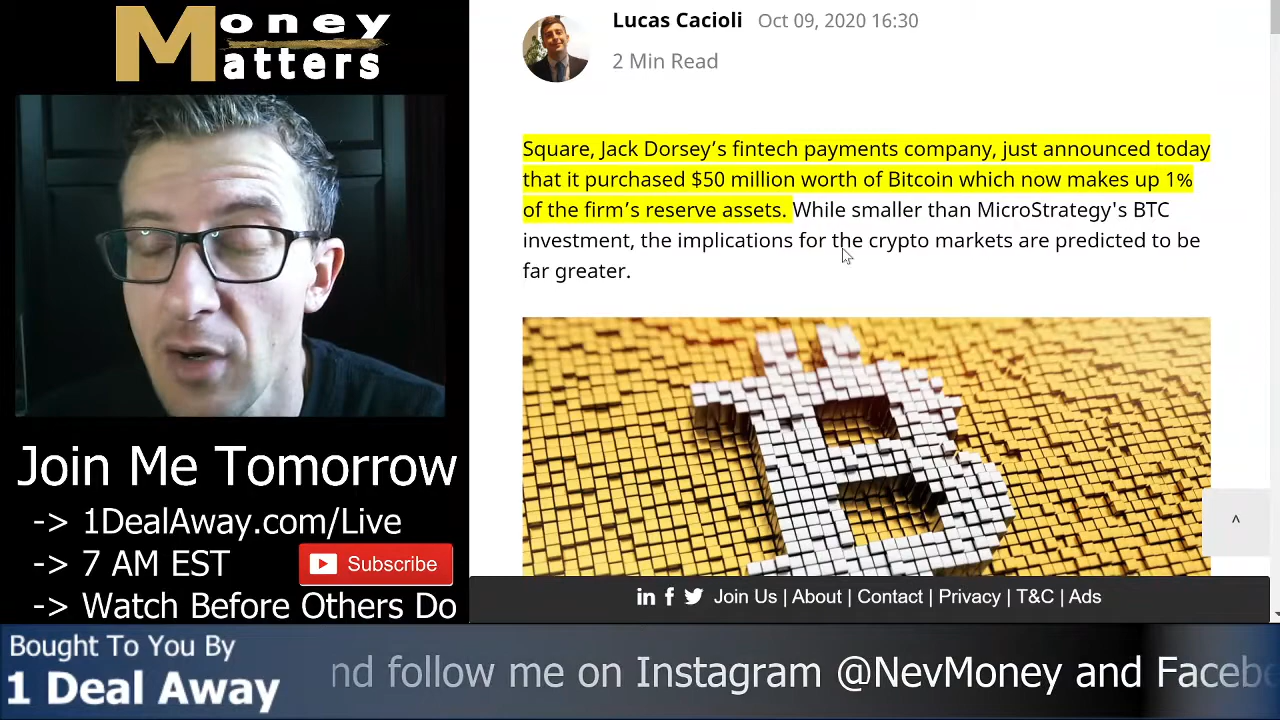 Money
Matters
Lucas Cacioli Oct 09, 2020 16:30
2 Min Read
Square, Jack Dorsey’s fintech payments company, just announced today
that it purchased $50 million worth of Bitcoin which now makes up 1%
of the firm’s reserve assets. While smaller than MicroStrategy's BTC
investment, the implications for the crypto markets are predicted to be
far greater.
Join Me Tomorrow
-> 1DealAway.com/Live
-> 7 AM EST
Subscribe
-> Watch Before Others Do
^
in f Join Us | About | Contact | Privacy | T&C | Ads
Bought To You By
1 Deal Away
nd follow me on Instagram @NevMoney and Facebo